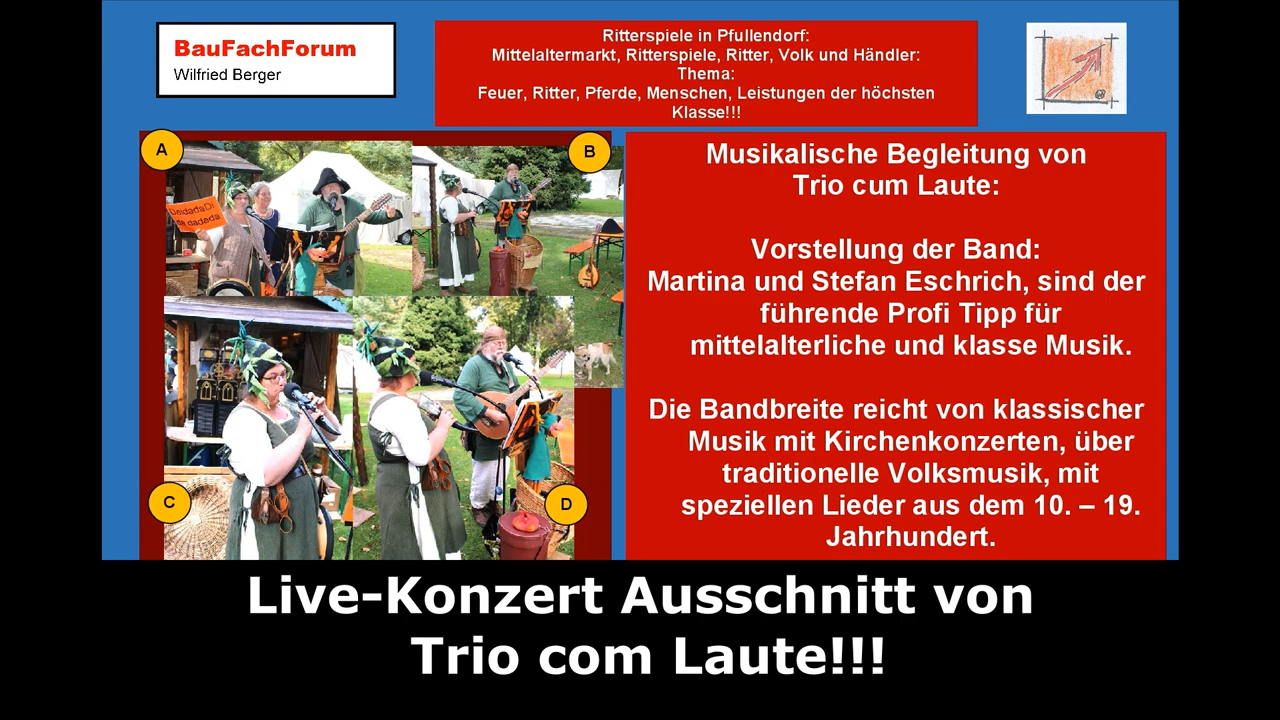 BauFachForum
Wilfried Berger
Ritterspiele in Pfullendorf:
Mittelaltermarkt, Ritterspiele, Ritter, Volk und Händler:
Thema:
Feuer, Ritter, Pferde, Menschen, Leistungen der höchsten
Klasse!!!
A
B
DeidadaDi
da dadada
C
D
Musikalische Begleitung von
Trio cum Laute:
Vorstellung der Band:
Martina und Stefan Eschrich, sind der
führende Profi Tipp für
mittelalterliche und klasse Musik.
Die Bandbreite reicht von klassischer
Musik mit Kirchenkonzerten, über
traditionelle Volksmusik, mit
speziellen Lieder aus dem 10. – 19.
Jahrhundert.
Live-Konzert Ausschnitt von
Trio com Laute!!!